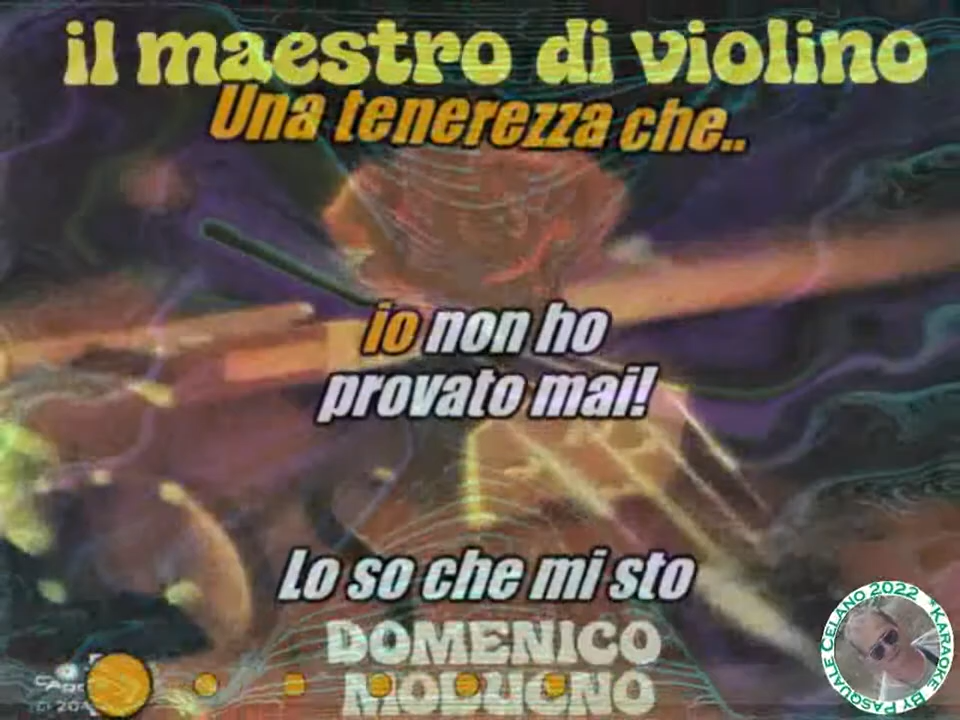 il maestro di violino
Una tenerezza che..
io non ho
provato mai!
Lo so che mi sto
DOMENICO
MODUGNO
PASQUALE CELANO 2022 *KARAOKE BY